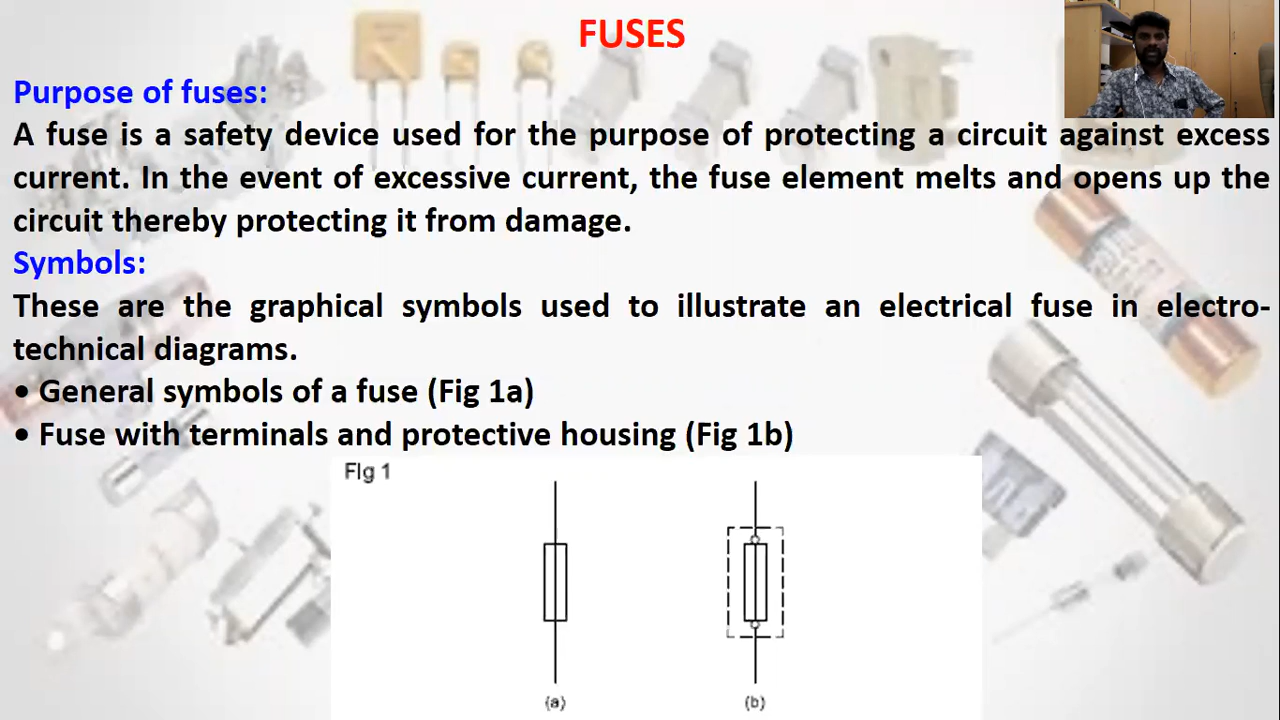 FUSES
Purpose of fuses:
A fuse is a safety device used for the purpose of protecting a circuit against excess
current. In the event of excessive current, the fuse element melts and opens up the
circuit thereby protecting it from damage.
Symbols:
These are the graphical symbols used to illustrate an electrical fuse in electro-
technical diagrams.
• General symbols of a fuse (Fig 1a)
• Fuse with terminals and protective housing (Fig 1b)
FIg 1
(a) (b)